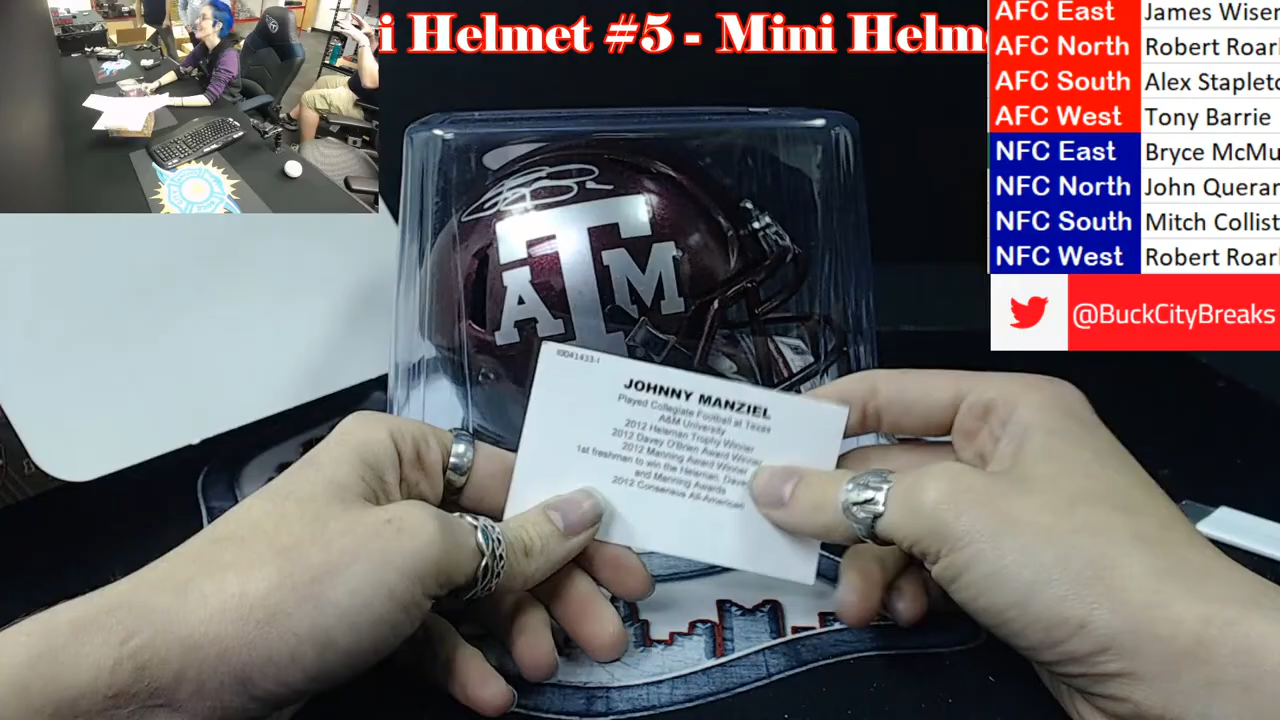 i Helmet #5 - Mini Helm
AFC East James Wiser
AFC North Robert Roar
AFC South Alex Stapleto
AFC West Tony Barrie
NFC East Bryce McMu
NFC North John Queran
NFC South Mitch Collist
NFC West Robert Roar
@BuckCityBreaks
ATM
JOHNNY MANZIEL
Played Collegiate Football at Texas
A&M University
2012 Heisman Trophy Winner
2012 Davey O'Brien Award Winner
2012 Manning Award Winner
1st freshman to win the Heisman, Davey
and Manning Awards
2012 Consensus All-American